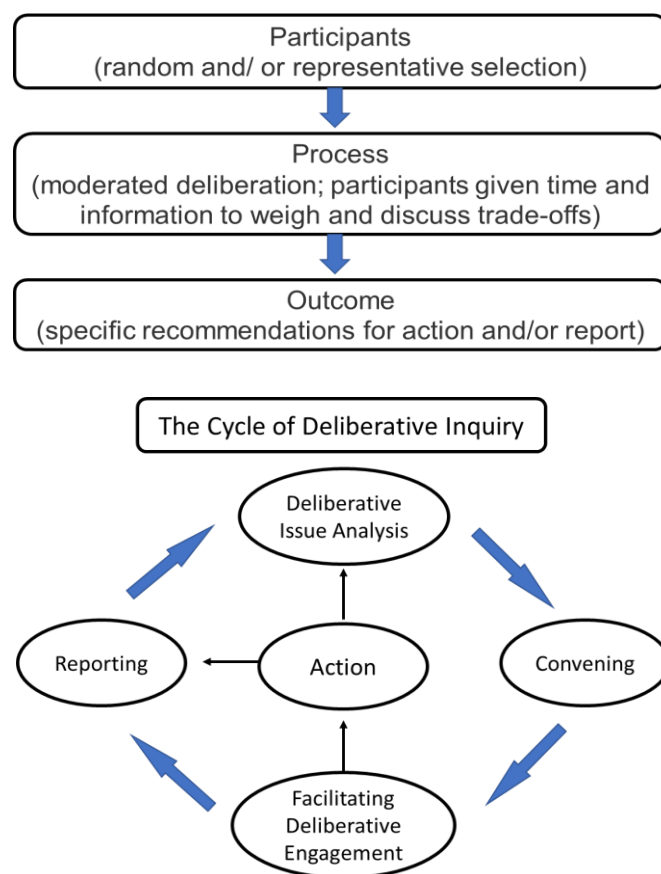 Participants
(random and/ or representative selection)
Process
(moderated deliberation; participants given time and
information to weigh and discuss trade-offs)
Outcome
(specific recommendations for action and/or report)
The Cycle of Deliberative Inquiry
Deliberative
Issue Analysis
Reporting
Action
Convening
Facilitating
Deliberative
Engagement